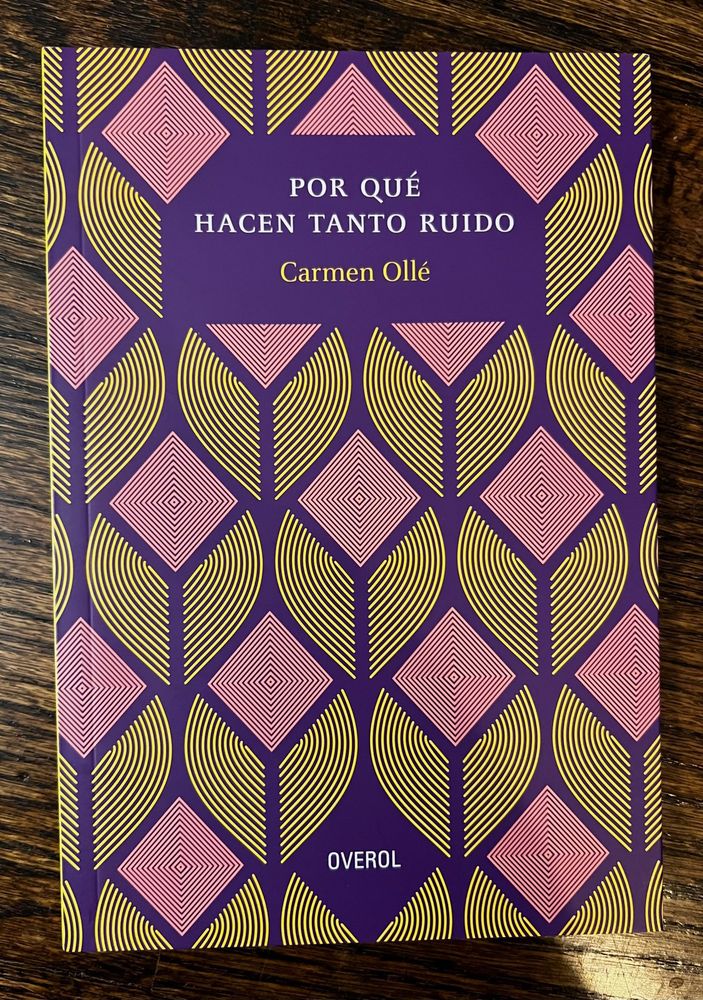 POR QUÉ
HACEN TANTO RUIDO
Carmen Ollé
OVEROL